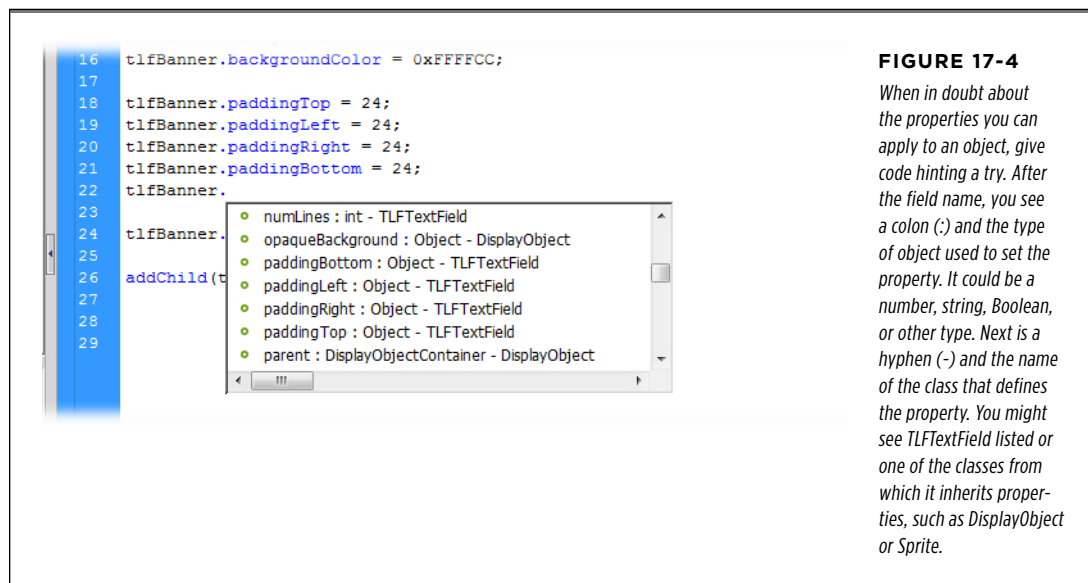 16 tlfBanner.backgroundColor = 0xFFFFCC;
17
18 tlfBanner.paddingTop = 24;
19 tlfBanner.paddingLeft = 24;
20 tlfBanner.paddingRight = 24;
21 tlfBanner.paddingBottom = 24;
22 tlfBanner.
23
24 tlfBanner.
25
26 addChild(t
27
28
29
numLines : int - TLFTextField
opaqueBackground : Object - DisplayObject
paddingBottom : Object - TLFTextField
paddingLeft : Object - TLFTextField
paddingRight : Object - TLFTextField
paddingTop : Object - TLFTextField
parent : DisplayObjectContainer - DisplayObject
FIGURE 17-4
When in doubt about
the properties you can
apply to an object, give
code hinting a try. After
the field name, you see
a colon (:) and the type
of object used to set the
property. It could be a
number, string, Boolean,
or other type. Next is a
hyphen (-) and the name
of the class that defines
the property. You might
see TLFTextField listed or
one of the classes from
which it inherits proper-
ties, such as DisplayObject
or Sprite.